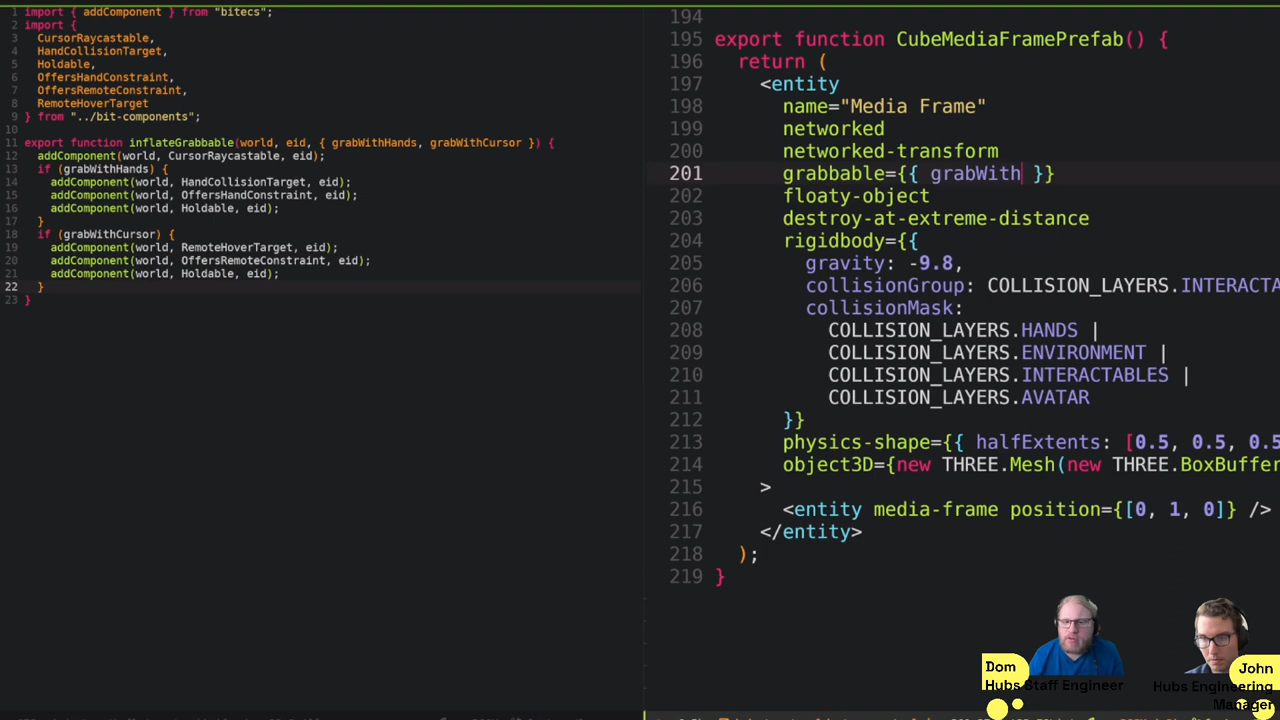 1 import { addComponent } from "bitecs";
2 import {
3 CursorRaycastable,
4 HandCollisionTarget,
5 Holdable,
6 OffersHandConstraint,
7 OffersRemoteConstraint,
8 RemoteHoverTarget
9 } from "../bit-components";
10
11 export function inflateGrabbable(world, eid, { grabWithHands, grabWithCursor }) {
12 addComponent(world, CursorRaycastable, eid);
13 if (grabWithHands) {
14 addComponent(world, HandCollisionTarget, eid);
15 addComponent(world, OffersHandConstraint, eid);
16 addComponent(world, Holdable, eid);
17 }
18 if (grabWithCursor) {
19 addComponent(world, RemoteHoverTarget, eid);
20 addComponent(world, OffersRemoteConstraint, eid);
21 addComponent(world, Holdable, eid);
22 }
23 }
194
195 export function CubeMediaFramePrefab() {
196 return (
197 <entity
198 name="Media Frame"
199 networked
200 networked-transform
201 grabbable={{ grabWith }}
202 floaty-object
203 destroy-at-extreme-distance
204 rigidbody={{
205 gravity: -9.8,
206 collisionGroup: COLLISION_LAYERS.INTERACTA
207 collisionMask:
208 COLLISION_LAYERS.HANDS |
209 COLLISION_LAYERS.ENVIRONMENT |
210 COLLISION_LAYERS.INTERACTABLES |
211 COLLISION_LAYERS.AVATAR
212 }}
213 physics-shape={{ halfExtents: [0.5, 0.5, 0.5
214 object3D={new THREE.Mesh(new THREE.BoxBuffer
215 >
216 <entity media-frame position={[0, 1, 0]} />
217 </entity>
218 );
219 }
Dom
Hubs Staff Engineer
John
Hubs Engineering
Manager